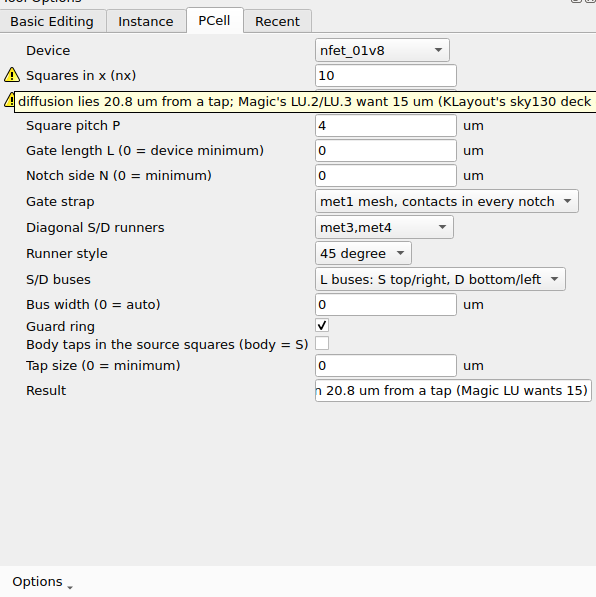 Basic Editing Instance PCell Recent
Device nfet_01v8
Squares in x (nx) 10
diffusion lies 20.8 um from a tap; Magic's LU.2/LU.3 want 15 um (KLayout's sky130 deck
Square pitch P 4 um
Gate length L (0 = device minimum) 0 um
Notch side N (0 = minimum) 0 um
Gate strap met1 mesh, contacts in every notch
Diagonal S/D runners met3,met4
Runner style 45 degree
S/D buses L buses: S top/right, D bottom/left
Bus width (0 = auto) 0 um
Guard ring
Body taps in the source squares (body = S)
Tap size (0 = minimum) 0 um
Result 20.8 um from a tap (Magic LU wants 15)
Options